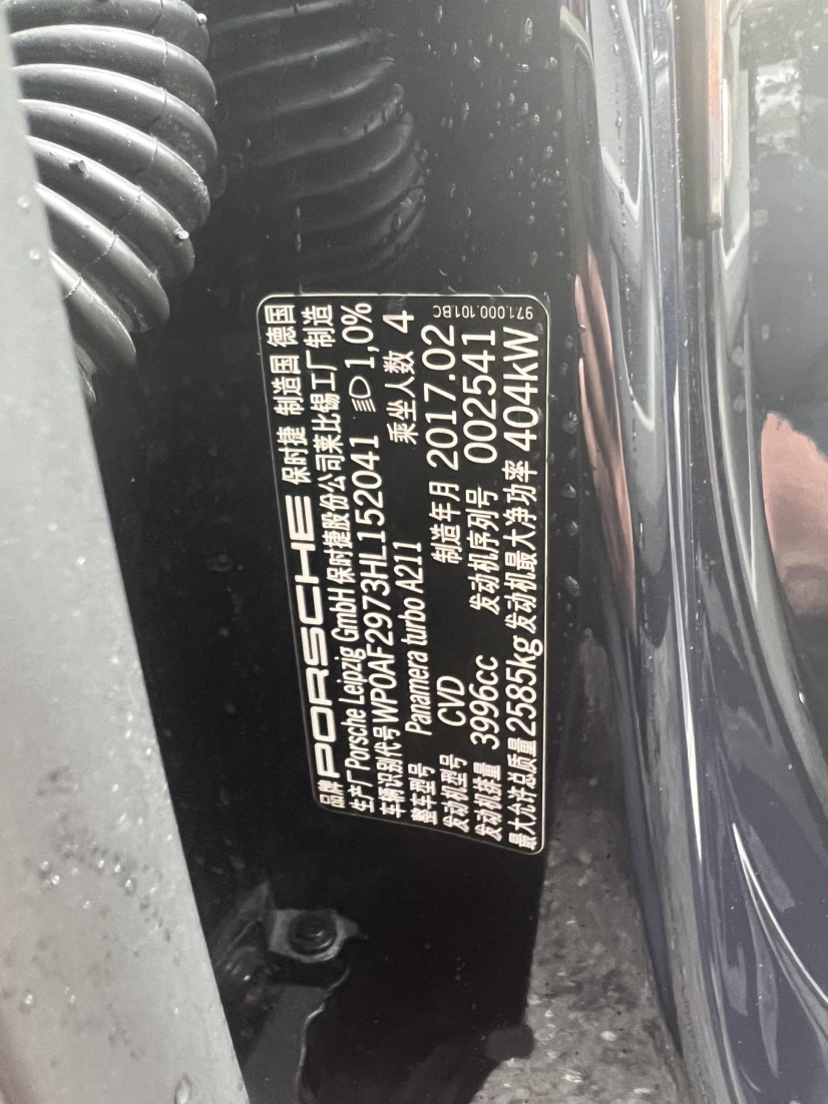 品牌 PORSCHE 保时捷 制造国 德国
生产厂 Porsche Leipzig GmbH 保时捷股份公司莱比锡工厂 制造
车辆识别代号 WP0AF2973HL152041 1,0%
整车型号 Panamera turbo A211 乘坐人数 4
发动机型号 CVD 制造年月 2017.02
发动机排量 3996cc 发动机序列号 002541
最大允许总质量 2585kg 发动机最大净功率 404kW
971.000.101.BC